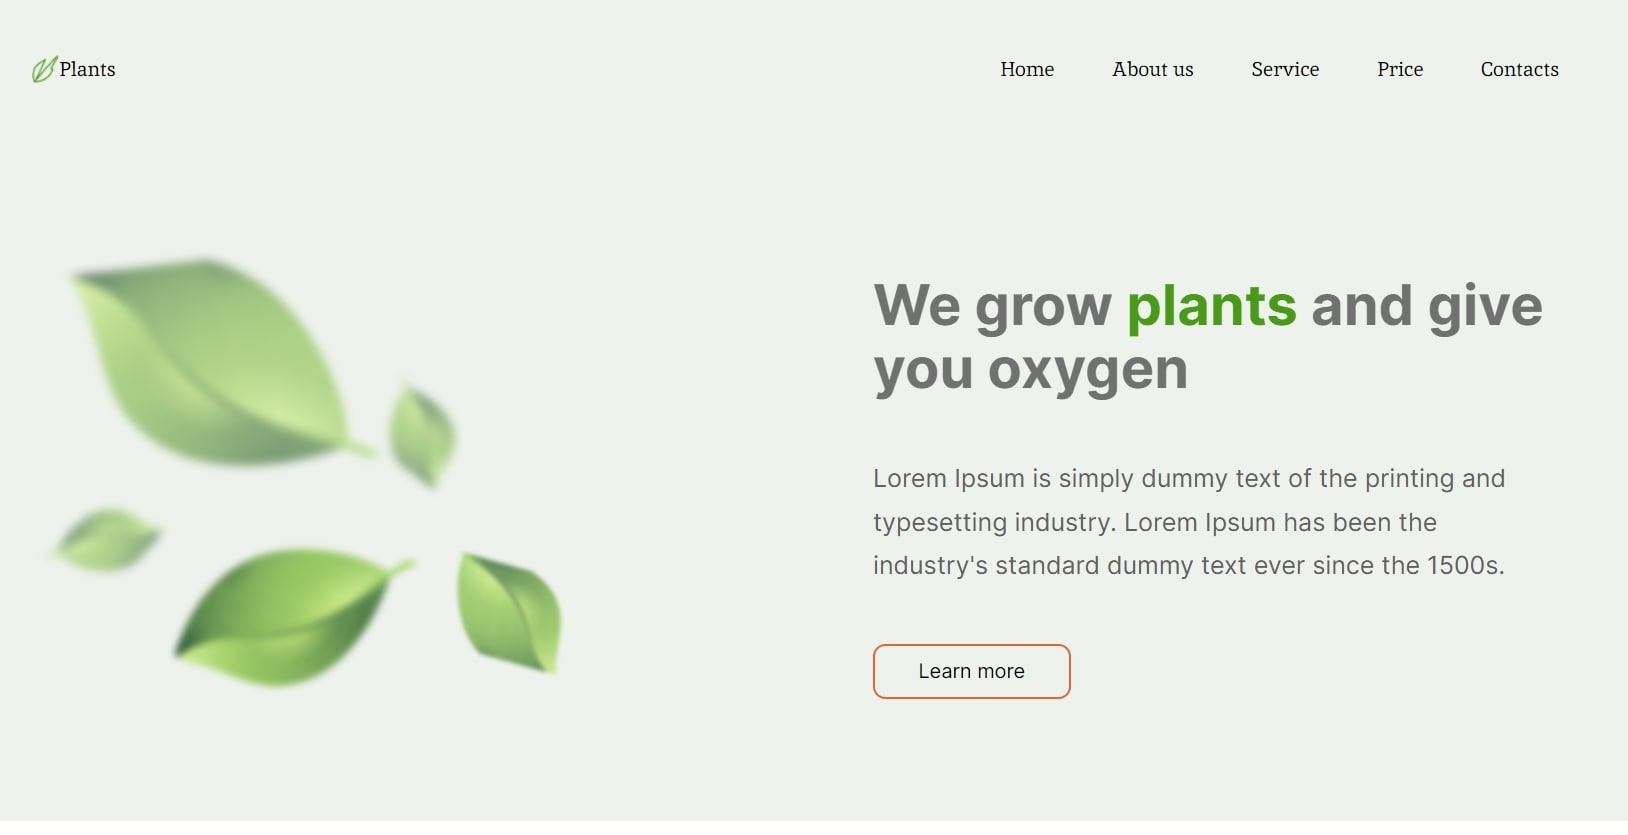 Plants
Home
About us
Service
Price
Contacts
We grow plants and give
you oxygen
Lorem Ipsum is simply dummy text of the printing and
typesetting industry. Lorem Ipsum has been the
industry's standard dummy text ever since the 1500s.
Learn more